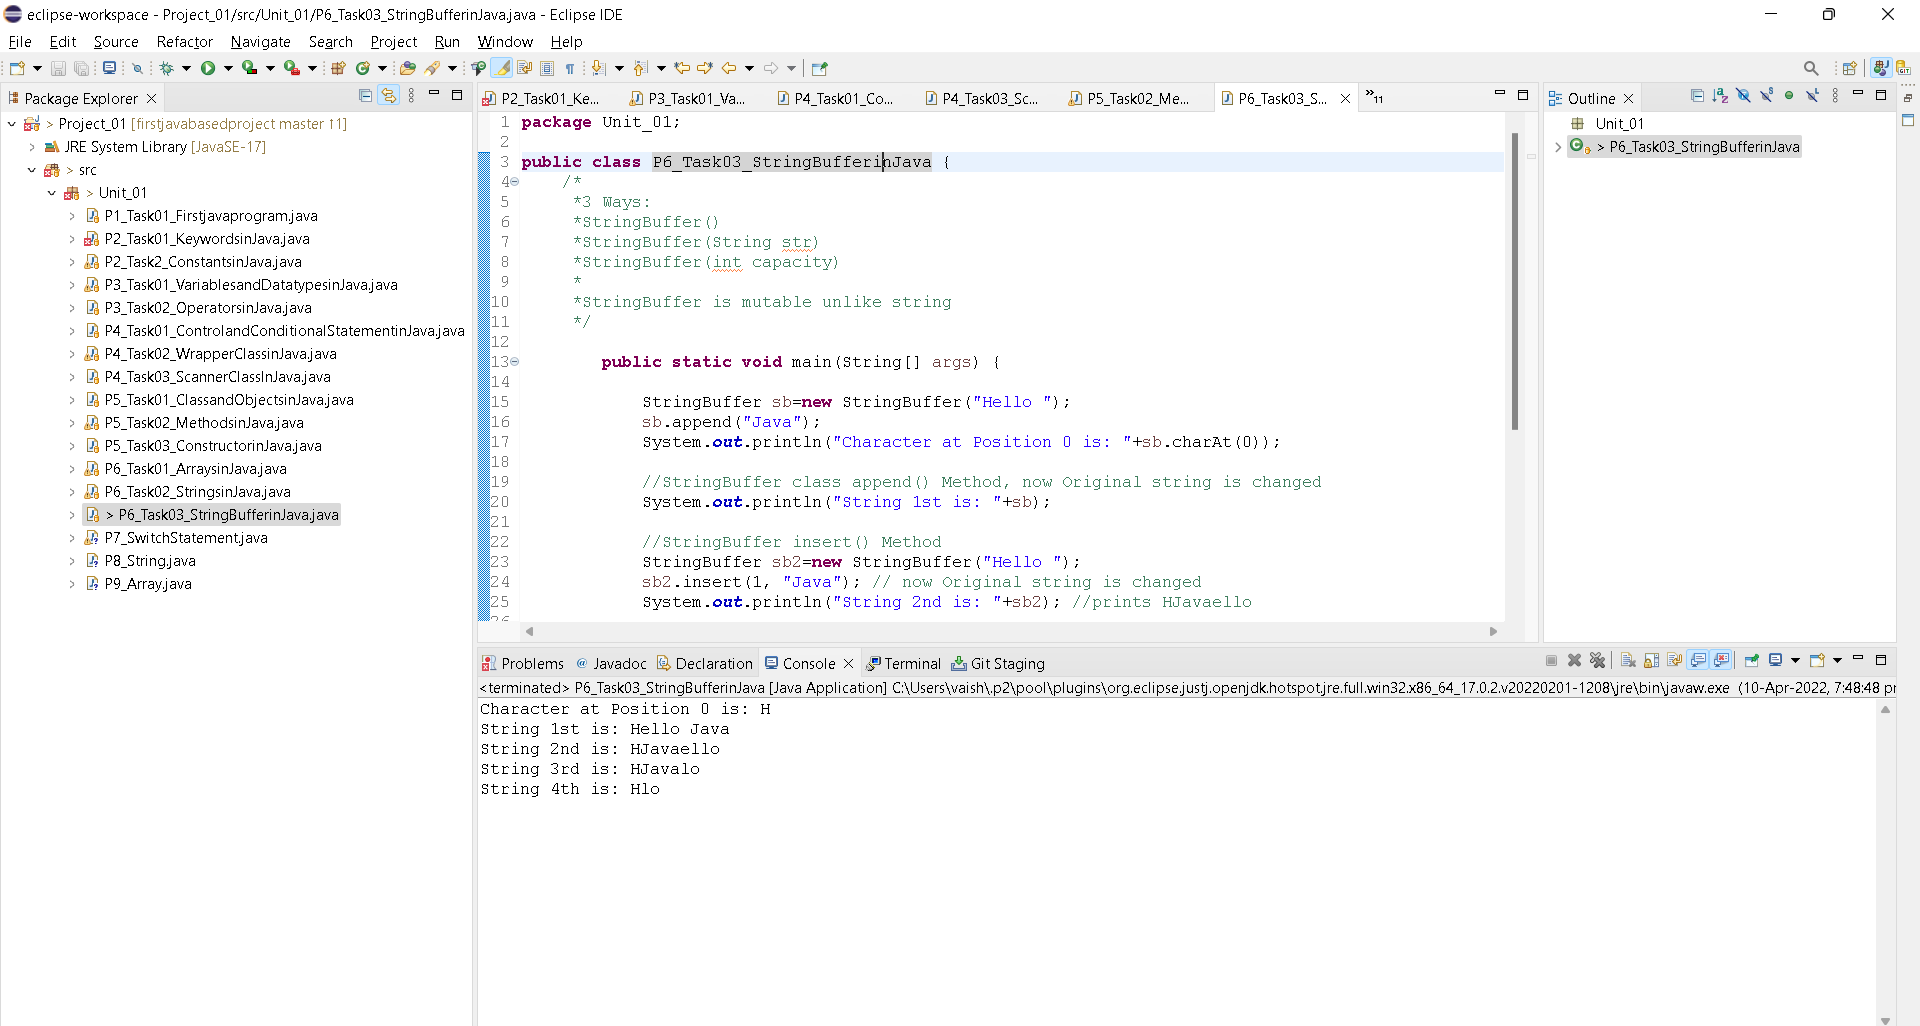 eclipse-workspace - Project_01/src/Unit_01/P6_Task03_StringBufferinJava.java - Eclipse IDE
File Edit Source Refactor Navigate Search Project Run Window Help
Package Explorer
Project_01 [firstjavabasedproject master ↑1]
JRE System Library [JavaSE-17]
> src
> Unit_01
P1_Task01_Firstjavaprogram.java
P2_Task01_KeywordsinJava.java
P2_Task2_ConstantsinJava.java
P3_Task01_VariablesandDatatypesinJava.java
P3_Task02_OperatorsinJava.java
P4_Task01_ControlandConditionalStatementinJava.java
P4_Task02_WrapperClassinJava.java
P4_Task03_ScannerClassInJava.java
P5_Task01_ClassandObjectsinJava.java
P5_Task02_MethodsinJava.java
P5_Task03_ConstructorinJava.java
P6_Task01_ArraysinJava.java
P6_Task02_StringsinJava.java
> P6_Task03_StringBufferinJava.java
P7_SwitchStatement.java
P8_String.java
P9_Array.java
P2_Task01_Ke... P3_Task01_Va... P4_Task01_Co... P4_Task03_Sc... P5_Task02_Me... P6_Task03_S... »11
1 package Unit_01;
2
3 public class P6_Task03_StringBufferinJava {
4 /*
5 *3 Ways:
6 *StringBuffer()
7 *StringBuffer(String str)
8 *StringBuffer(int capacity)
9 *
10 *StringBuffer is mutable unlike string
11 */
12
13 public static void main(String[] args) {
14
15 StringBuffer sb=new StringBuffer("Hello ");
16 sb.append("Java");
17 System.out.println("Character at Position 0 is: "+sb.charAt(0));
18
19 //StringBuffer class append() Method, now Original string is changed
20 System.out.println("String 1st is: "+sb);
21
22 //StringBuffer insert() Method
23 StringBuffer sb2=new StringBuffer("Hello ");
24 sb2.insert(1, "Java"); // now Original string is changed
25 System.out.println("String 2nd is: "+sb2); //prints HJavaello
Outline
Unit_01
> P6_Task03_StringBufferinJava
Problems @ Javadoc Declaration Console Terminal Git Staging
<terminated> P6_Task03_StringBufferinJava [Java Application] C:\Users\vaish\.p2\pool\plugins\org.eclipse.justj.openjdk.hotspot.jre.full.win32.x86_64_17.0.2.v20220201-1208\jre\bin\javaw.exe (10-Apr-2022, 7:48:48 pr
Character at Position 0 is: H
String 1st is: Hello Java
String 2nd is: HJavaello
String 3rd is: HJavalo
String 4th is: Hlo